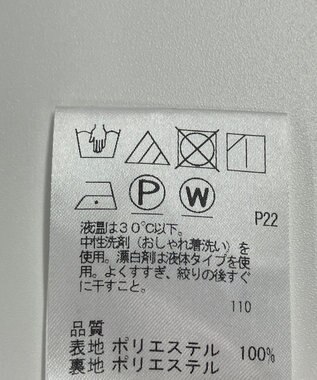 P W
P22
液温は30℃以下。
中性洗剤(おしゃれ着洗い)を
使用。漂白剤は液体タイプを使
用。よくすすぎ、絞りの後すぐ
に干すこと。
110
品質
表地 ポリエステル 100%
裏地 ポリエステル